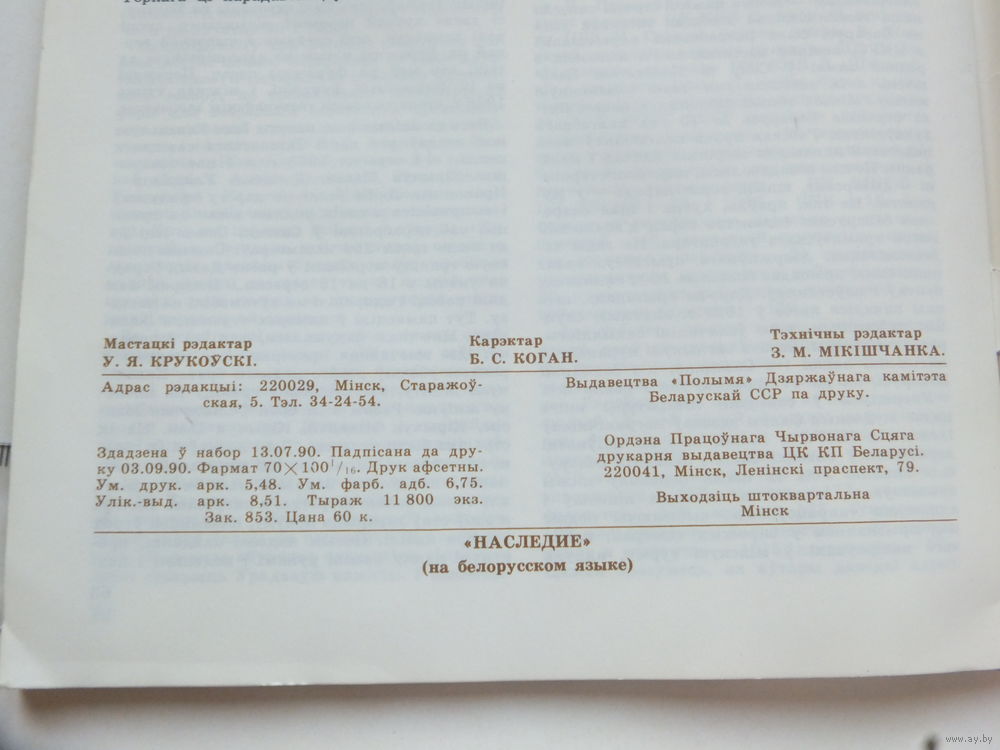 Мастацкі рэдактар
У. Я. КРУКОЎСКІ.
Карэктар
Б. С. КОГАН.
Тэхнічны рэдактар
З. М. МІКІШЧАНКА.
Адрас рэдакцыі: 220029, Мінск, Старажоў-
ская, 5. Тэл. 34-24-54.
Здадзена ў набор 13.07.90. Падпісана да дру-
ку 03.09.90. Фармат 70×100¹/₁₆. Друк афсетны.
Ум. друк. арк. 5,48. Ум. фарб. адб. 6,75.
Улік.-выд. арк. 8,51. Тыраж 11 800 экз.
Зак. 853. Цана 60 к.
Выдавецтва «Полымя» Дзяржаўнага камітэта
Беларускай ССР па друку.
Ордэна Працоўнага Чырвонага Сцяга
друкарня выдавецтва ЦК КП Беларусі.
220041, Мінск, Ленінскі праспект, 79.
Выходзіць штоквартальна
Мінск
«НАСЛЕДИЕ»
(на белорусском языке)
www.ay.by